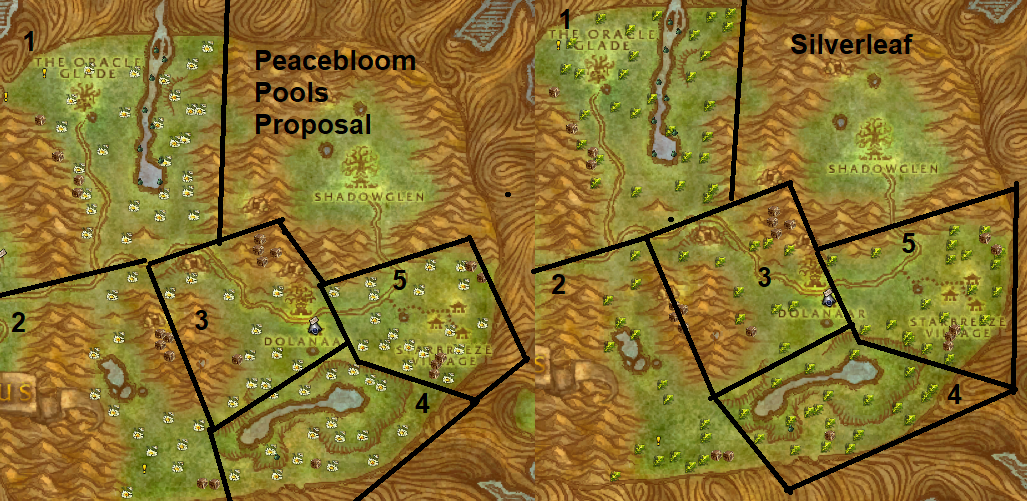 1
THE ORACLE
GLADE
Peacebloom
Pools
Proposal
SHADOWGLEN
2
3
5
DOLANAAR
STARBREEZE
VILLAGE
4
US
1
THE ORACLE
GLADE
Silverleaf
SHADOWGLEN
2
3
5
DOLANAAR
STARBREEZE
VILLAGE
4
S